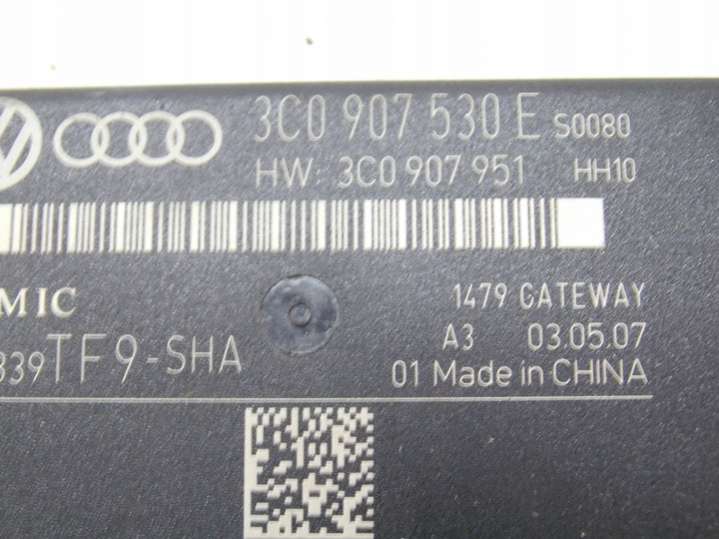 3C0 907 530 E S0080
HW: 3C0 907 951 HH10
MIC
1479 GATEWAY
339TF9-SHA
A3 03.05.07
01 Made in CHINA